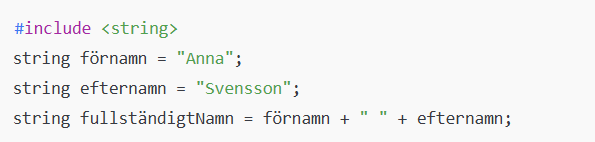 #include <string>
string förnamn = "Anna";
string efternamn = "Svensson";
string fullständigtNamn = förnamn + " " + efternamn;